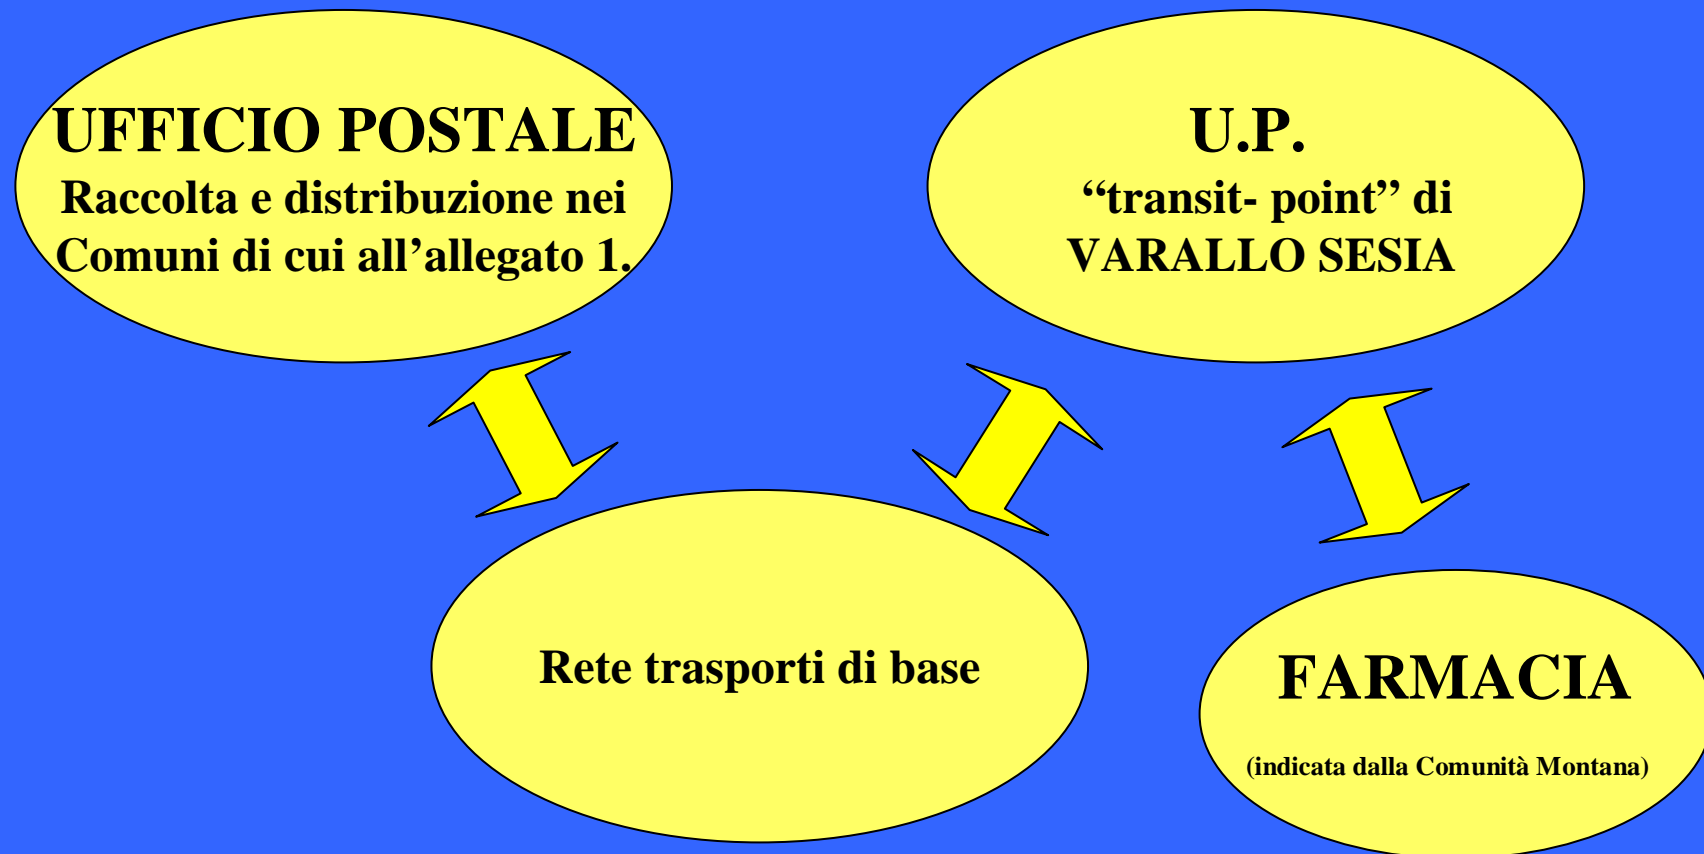 UFFICIO POSTALE
Raccolta e distribuzione nei
Comuni di cui all’allegato 1.
U.P.
“transit- point” di
VARALLO SESIA
Rete trasporti di base
FARMACIA
(indicata dalla Comunità Montana)